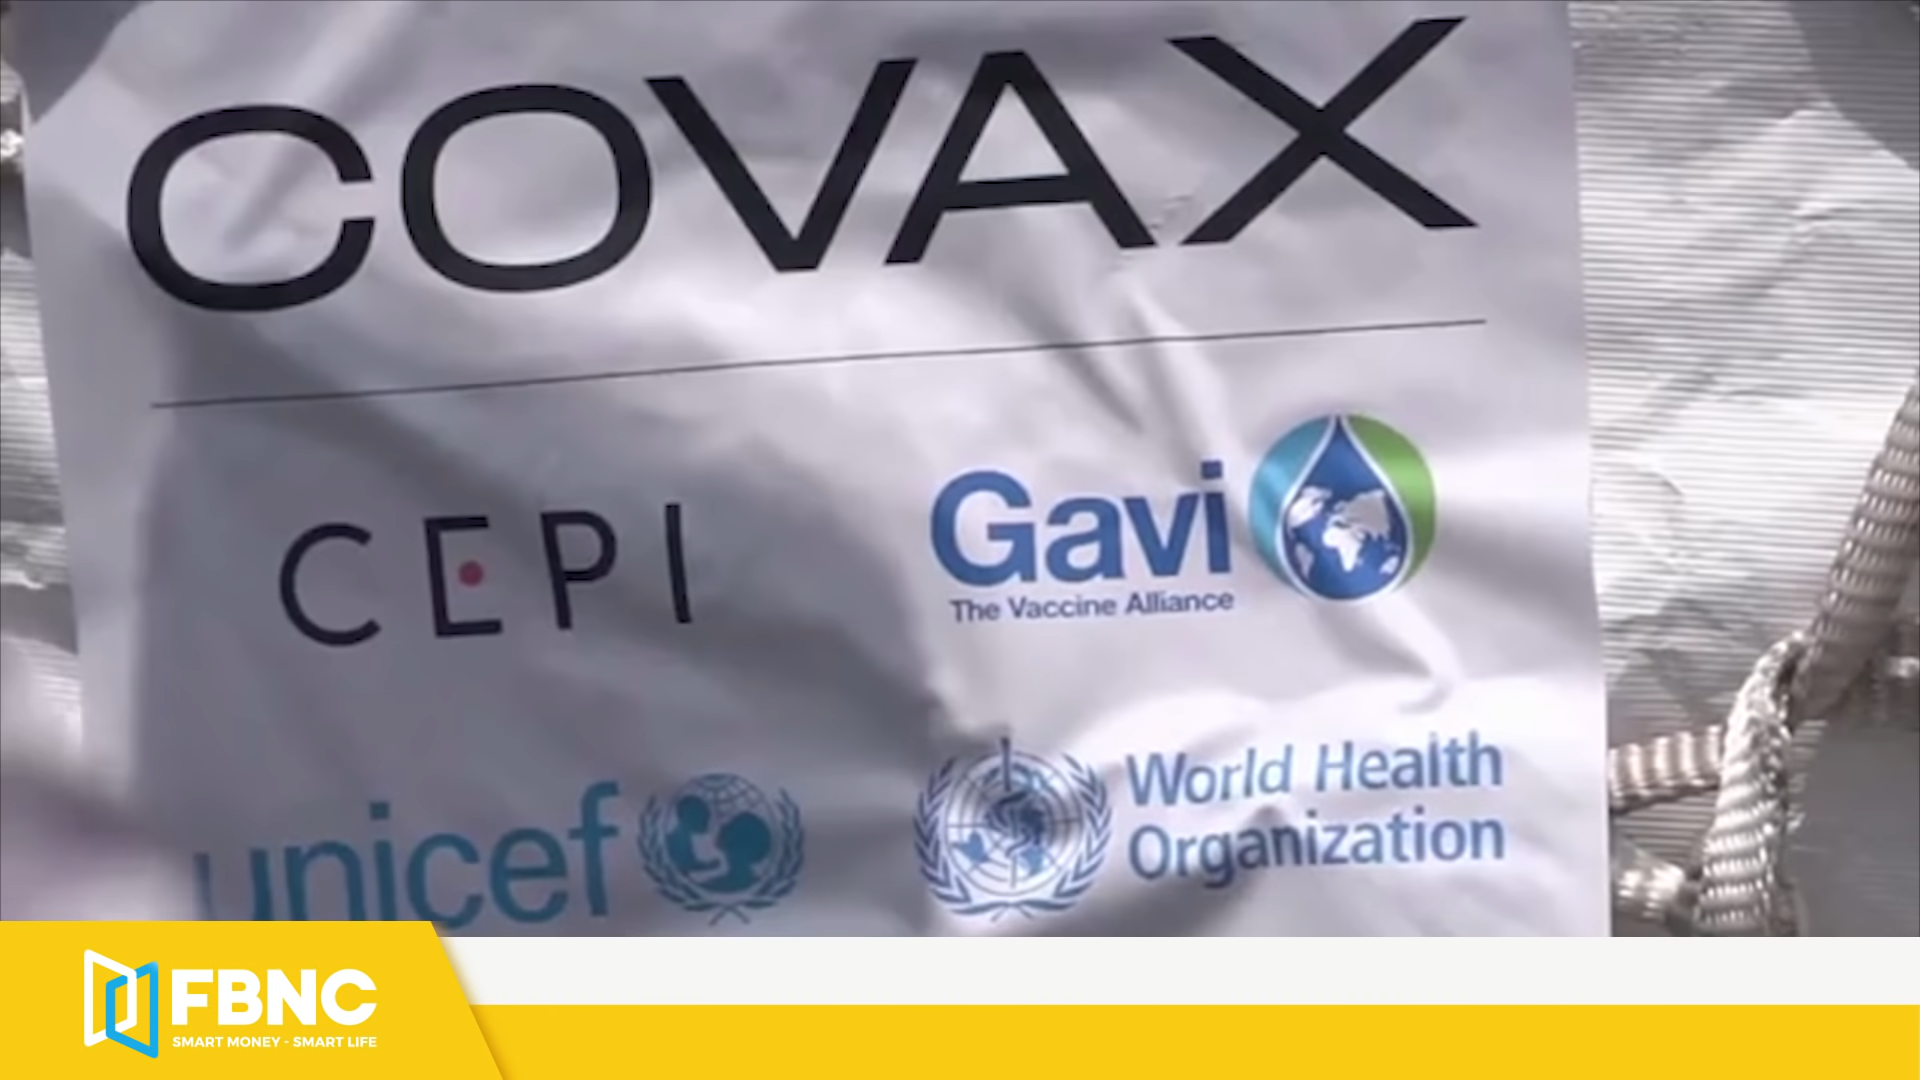 COVAX
CEPI
Gavi
The Vaccine Alliance
unicef
World Health
Organization
FBNC
SMART MONEY - SMART LIFE